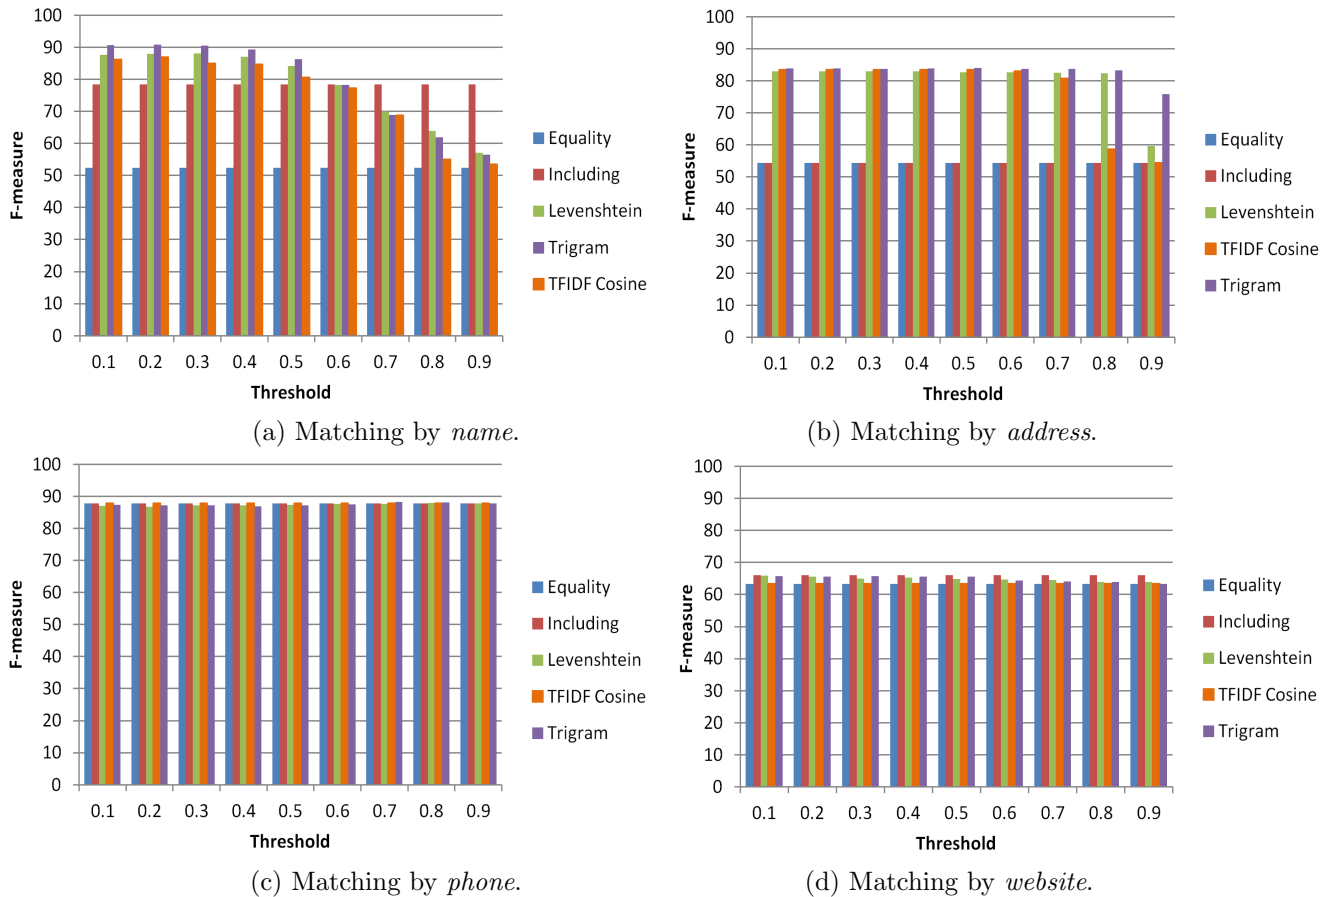 100
90
80
70
60
50
40
30
20
10
0
F-measure
0.1 0.2 0.3 0.4 0.5 0.6 0.7 0.8 0.9
Threshold
Equality
Including
Levenshtein
Trigram
TFIDF Cosine
(a) Matching by name.
100
90
80
70
60
50
40
30
20
10
0
F-measure
0.1 0.2 0.3 0.4 0.5 0.6 0.7 0.8 0.9
Threshold
Equality
Including
Levenshtein
TFIDF Cosine
Trigram
(b) Matching by address.
100
90
80
70
60
50
40
30
20
10
0
F-measure
0.1 0.2 0.3 0.4 0.5 0.6 0.7 0.8 0.9
Threshold
Equality
Including
Levenshtein
TFIDF Cosine
Trigram
(c) Matching by phone.
100
90
80
70
60
50
40
30
20
10
0
F-measure
0.1 0.2 0.3 0.4 0.5 0.6 0.7 0.8 0.9
Threshold
Equality
Including
Levenshtein
TFIDF Cosine
Trigram
(d) Matching by website.